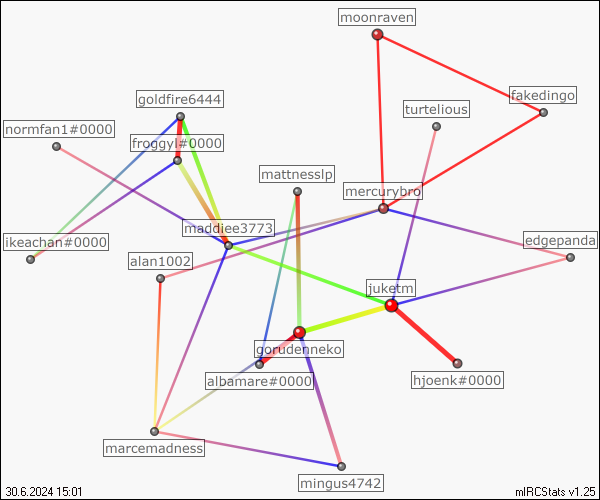 moonraven
goldfire6444
fakedingo
turtelious
normfan1#0000
froggyl#0000
mattnesslp
mercurybro
maddiee3773
ikeachan#0000
edgepanda
alan1002
juketm
gorudenneko
albamare#0000
hjoenk#0000
marcemadness
mingus4742
30.6.2024 15:01
mIRCStats v1.25